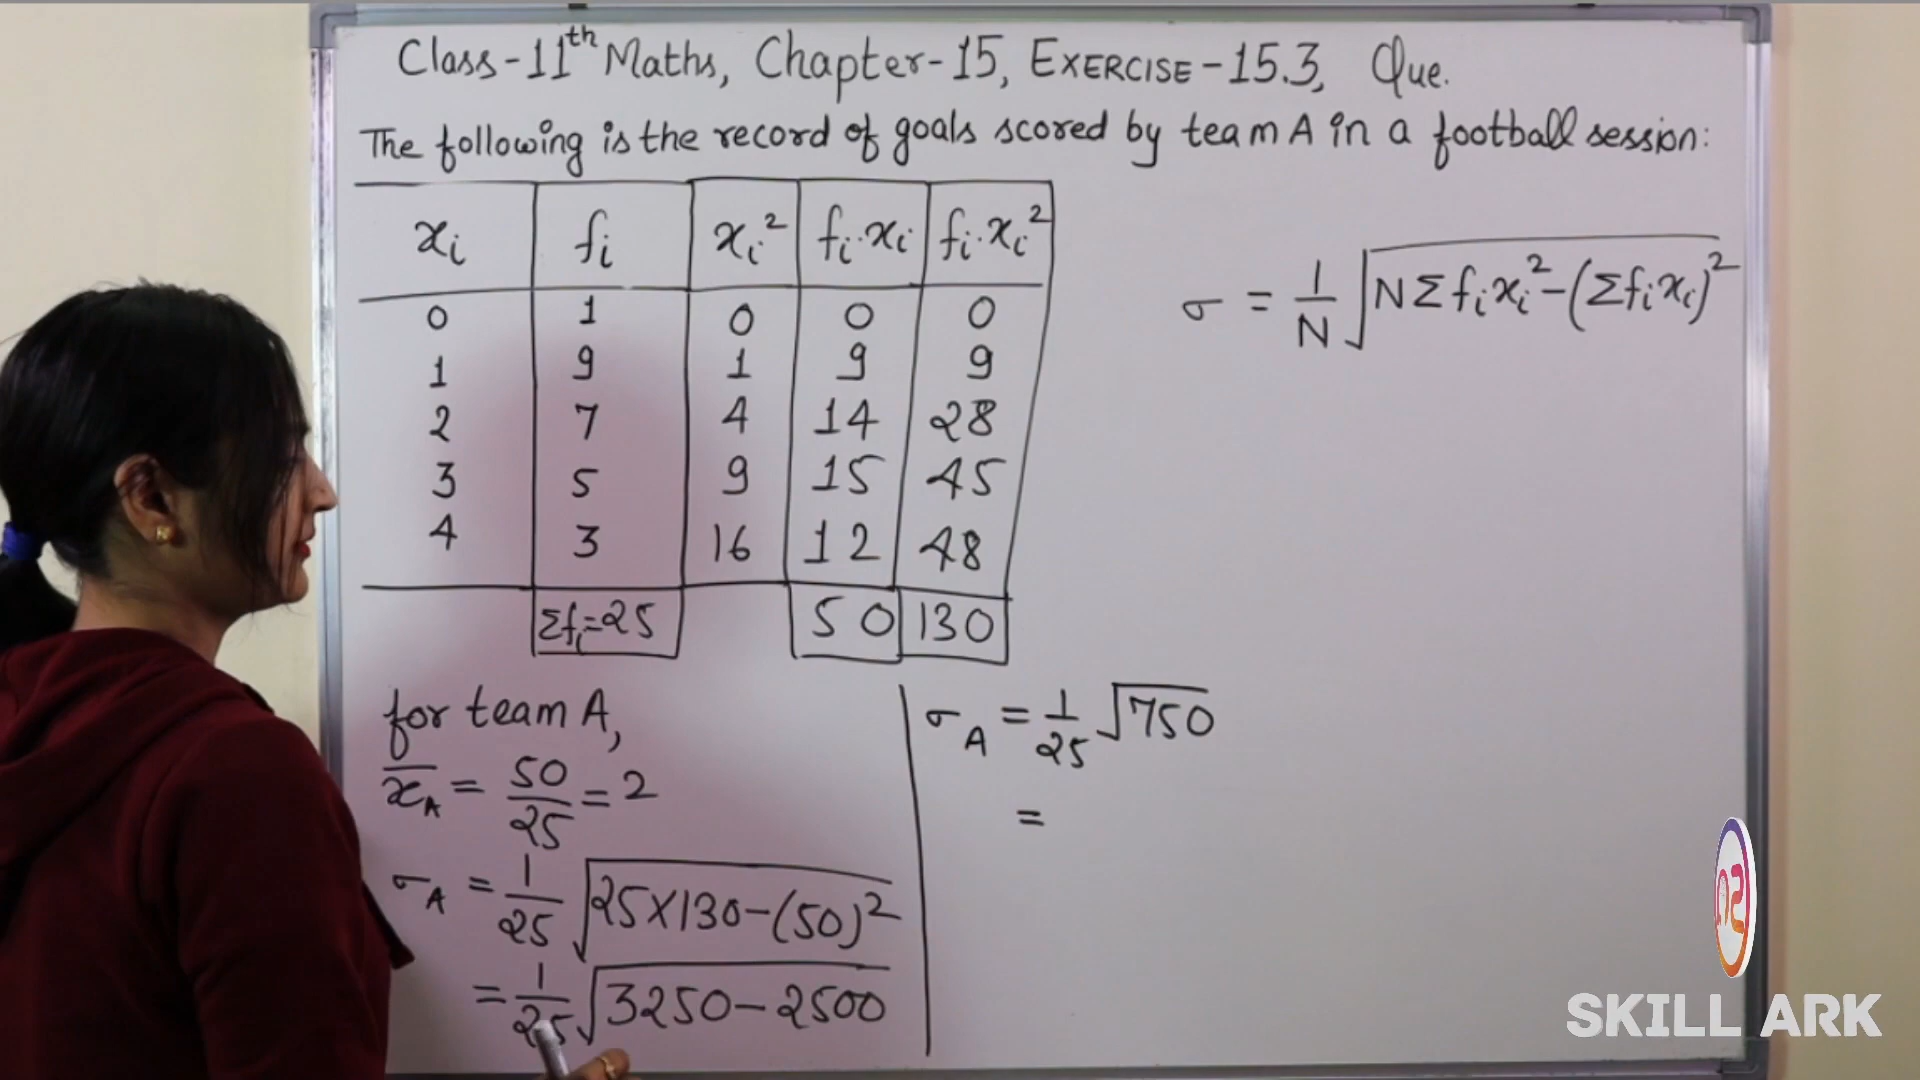 Class-11th Maths, Chapter-15, EXERCISE-15.3, Que.
The following is the record of goals scored by team A in a football session:
xi fi xi² fi·xi fi·xi²
0 1 0 0 0
1 9 1 9 9
2 7 4 14 28
3 5 9 15 45
4 3 16 12 48
Σfi=25 50 130
σ = 1/N √(NΣfixi²-(Σfixi)²)
for team A,
x̄A = 50/25 = 2
σA = 1/25 √(25×130-(50)²)
= 1/25 √(3250-2500)
σA = 1/25 √750
=
SKILL ARK